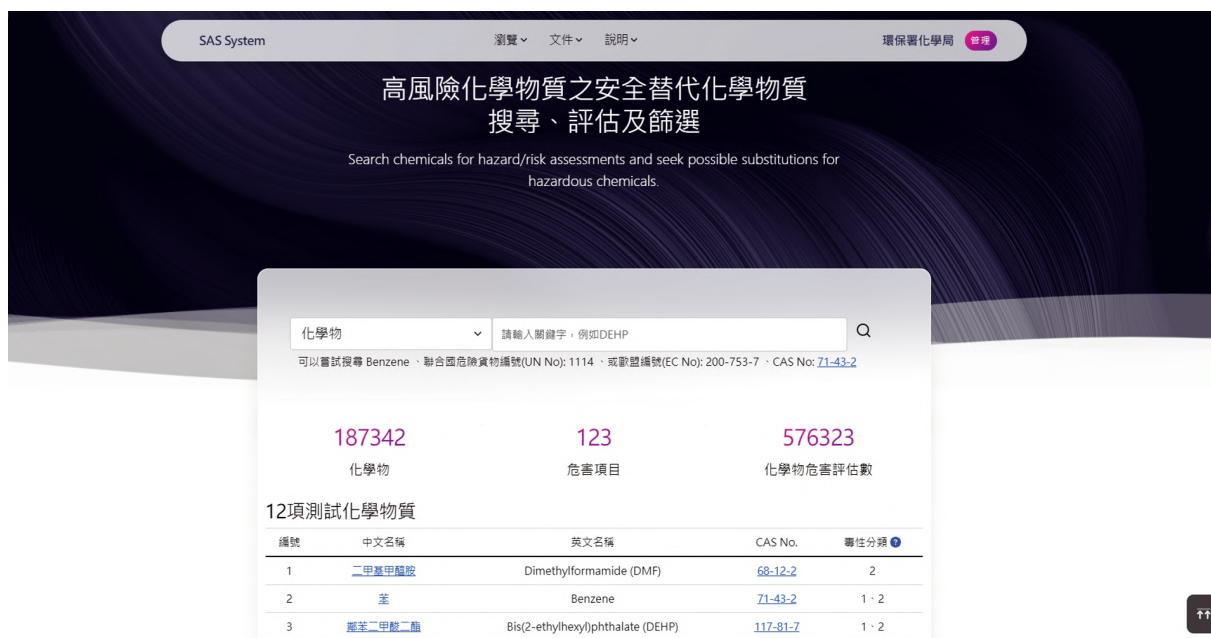 SAS System 瀏覽 文件 說明 環保署化學局 管理
高風險化學物質之安全替代化學物質
搜尋、評估及篩選
Search chemicals for hazard/risk assessments and seek possible substitutions for
hazardous chemicals.
化學物 請輸入關鍵字，例如DEHP
可以嘗試搜尋 Benzene 、聯合國危險貨物編號(UN No): 1114 、或歐盟編號(EC No): 200-753-7 、CAS No: 71-43-2
187342 123 576323
化學物 危害項目 化學物危害評估數
12項測試化學物質
編號 中文名稱 英文名稱 CAS No. 毒性分類 ?
1 二甲基甲醯胺 Dimethylformamide (DMF) 68-12-2 2
2 苯 Benzene 71-43-2 1、2
3 鄰苯二甲酸二酯 Bis(2-ethylhexyl)phthalate (DEHP) 117-81-7 1、2